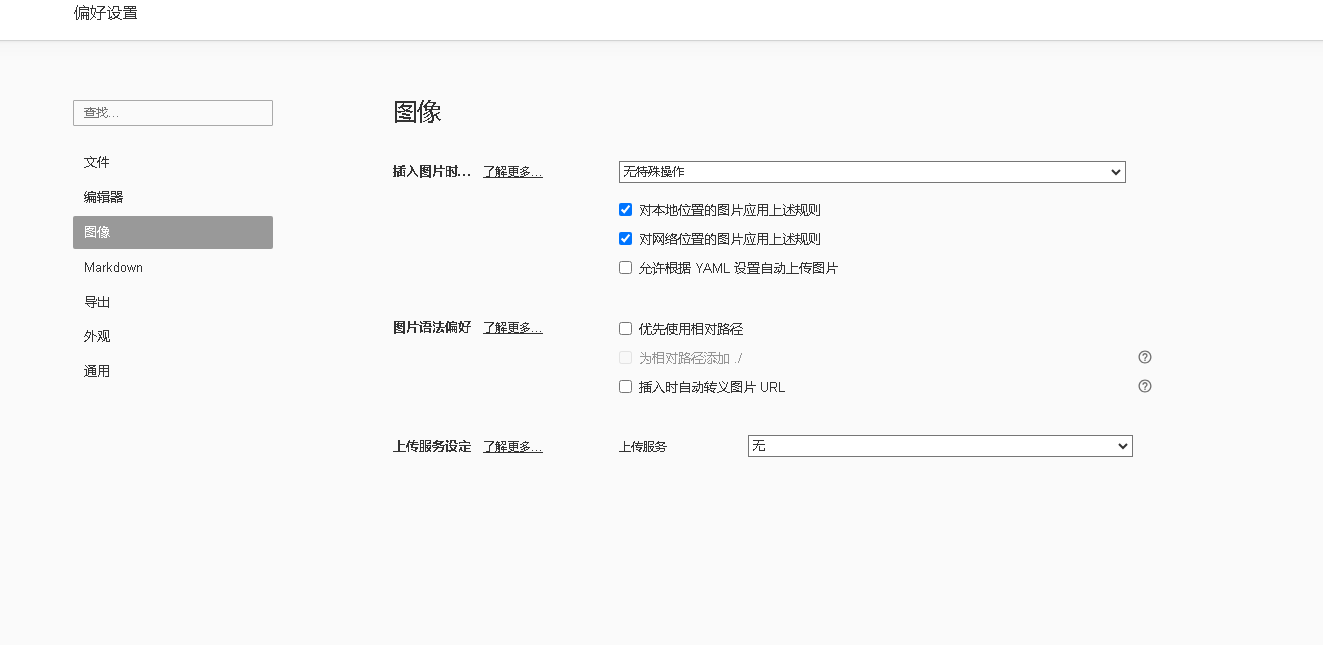 偏好设置
查找...
文件
编辑器
图像
Markdown
导出
外观
通用
图像
插入图片时... 了解更多... 无特殊操作
对本地位置的图片应用上述规则
对网络位置的图片应用上述规则
允许根据 YAML 设置自动上传图片
图片语法偏好 了解更多... 优先使用相对路径
为相对路径添加 ./
插入时自动转义图片 URL
上传服务设定 了解更多... 上传服务 无